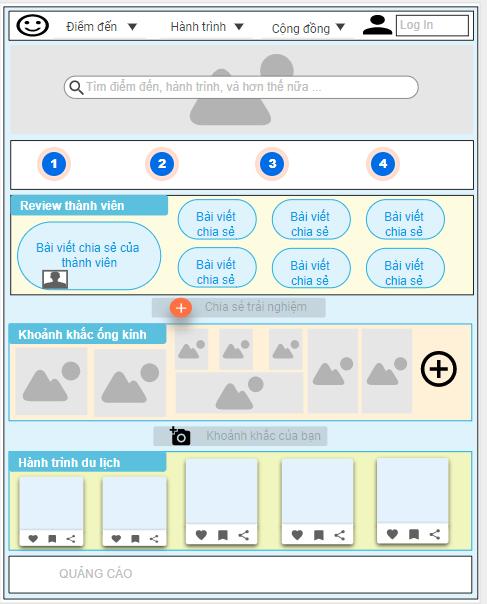 Điểm đến
Hành trình
Cộng đồng
Log In
Tìm điểm đến, hành trình, và hơn thế nữa ...
1
2
3
4
Review thành viên
Bài viết chia sẻ của
thành viên
Bài viết
chia sẻ
Bài viết
chia sẻ
Bài viết
chia sẻ
Bài viết
chia sẻ
Bài viết
chia sẻ
Bài viết
chia sẻ
Chia sẻ trải nghiệm
Khoảnh khắc ống kính
Khoảnh khắc của bạn
Hành trình du lịch
QUẢNG CÁO